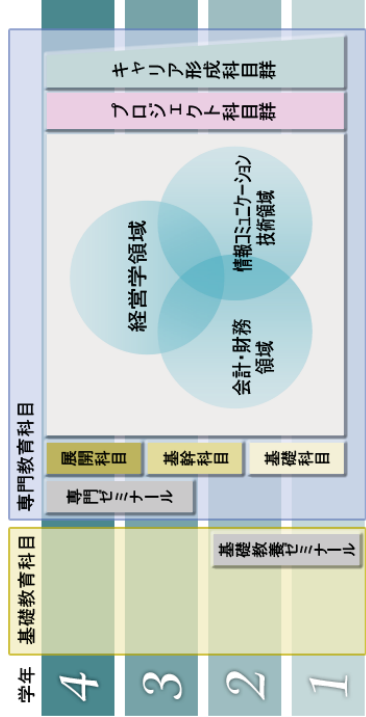 学年
4
3
2
1
基礎教育科目
基礎教養ゼミナール
専門教育科目
専門ゼミナール
展開科目
基幹科目
基礎科目
経営学領域
会計・財務
領域
情報コミュニケーション
技術領域
プロジェクト科目群
キャリア形成科目群